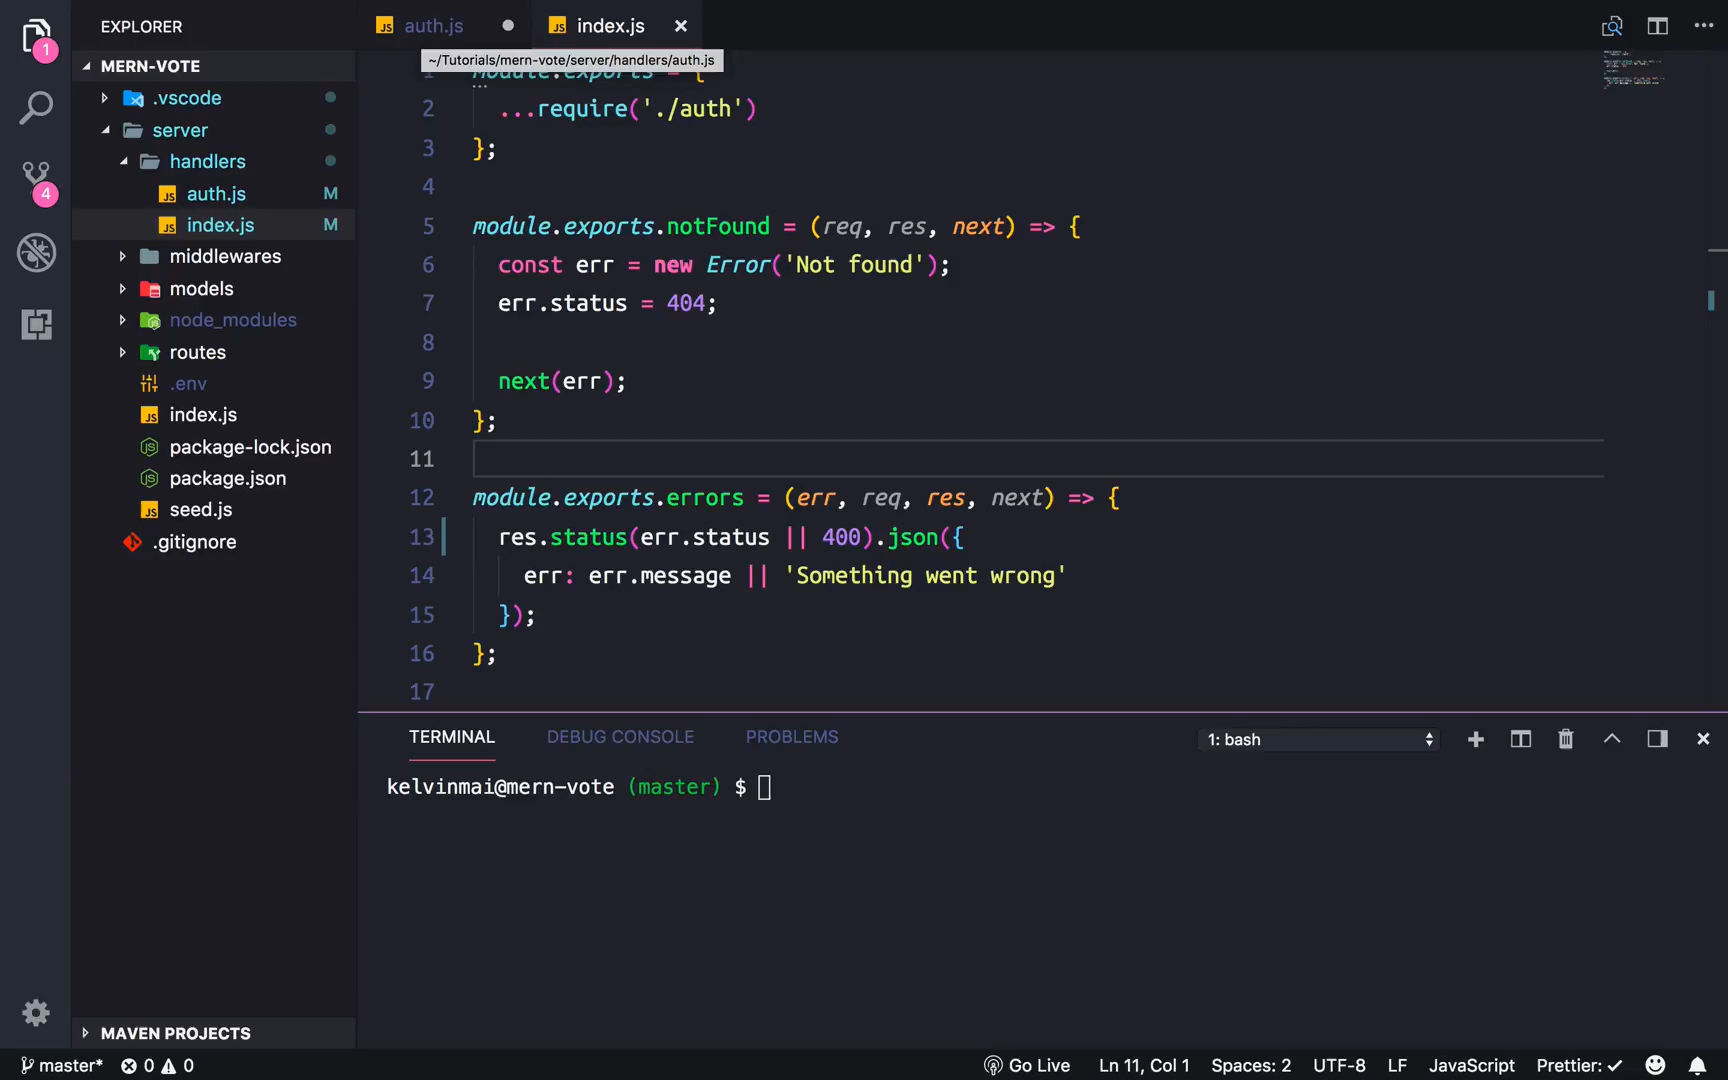 EXPLORER
auth.js
index.js
~/Tutorials/mern-vote/server/handlers/auth.js
1
MERN-VOTE
.vscode
server
handlers
auth.js M
index.js M
middlewares
models
node_modules
routes
.env
index.js
package-lock.json
package.json
seed.js
.gitignore
4
1 module.exports = {
2 ...require('./auth')
3 };
4
5 module.exports.notFound = (req, res, next) => {
6 const err = new Error('Not found');
7 err.status = 404;
8
9 next(err);
10 };
11
12 module.exports.errors = (err, req, res, next) => {
13 res.status(err.status || 400).json({
14 err: err.message || 'Something went wrong'
15 });
16 };
17
TERMINAL DEBUG CONSOLE PROBLEMS 1: bash
kelvinmai@mern-vote (master) $
MAVEN PROJECTS
master* 0 0 Go Live Ln 11, Col 1 Spaces: 2 UTF-8 LF JavaScript Prettier: ✓